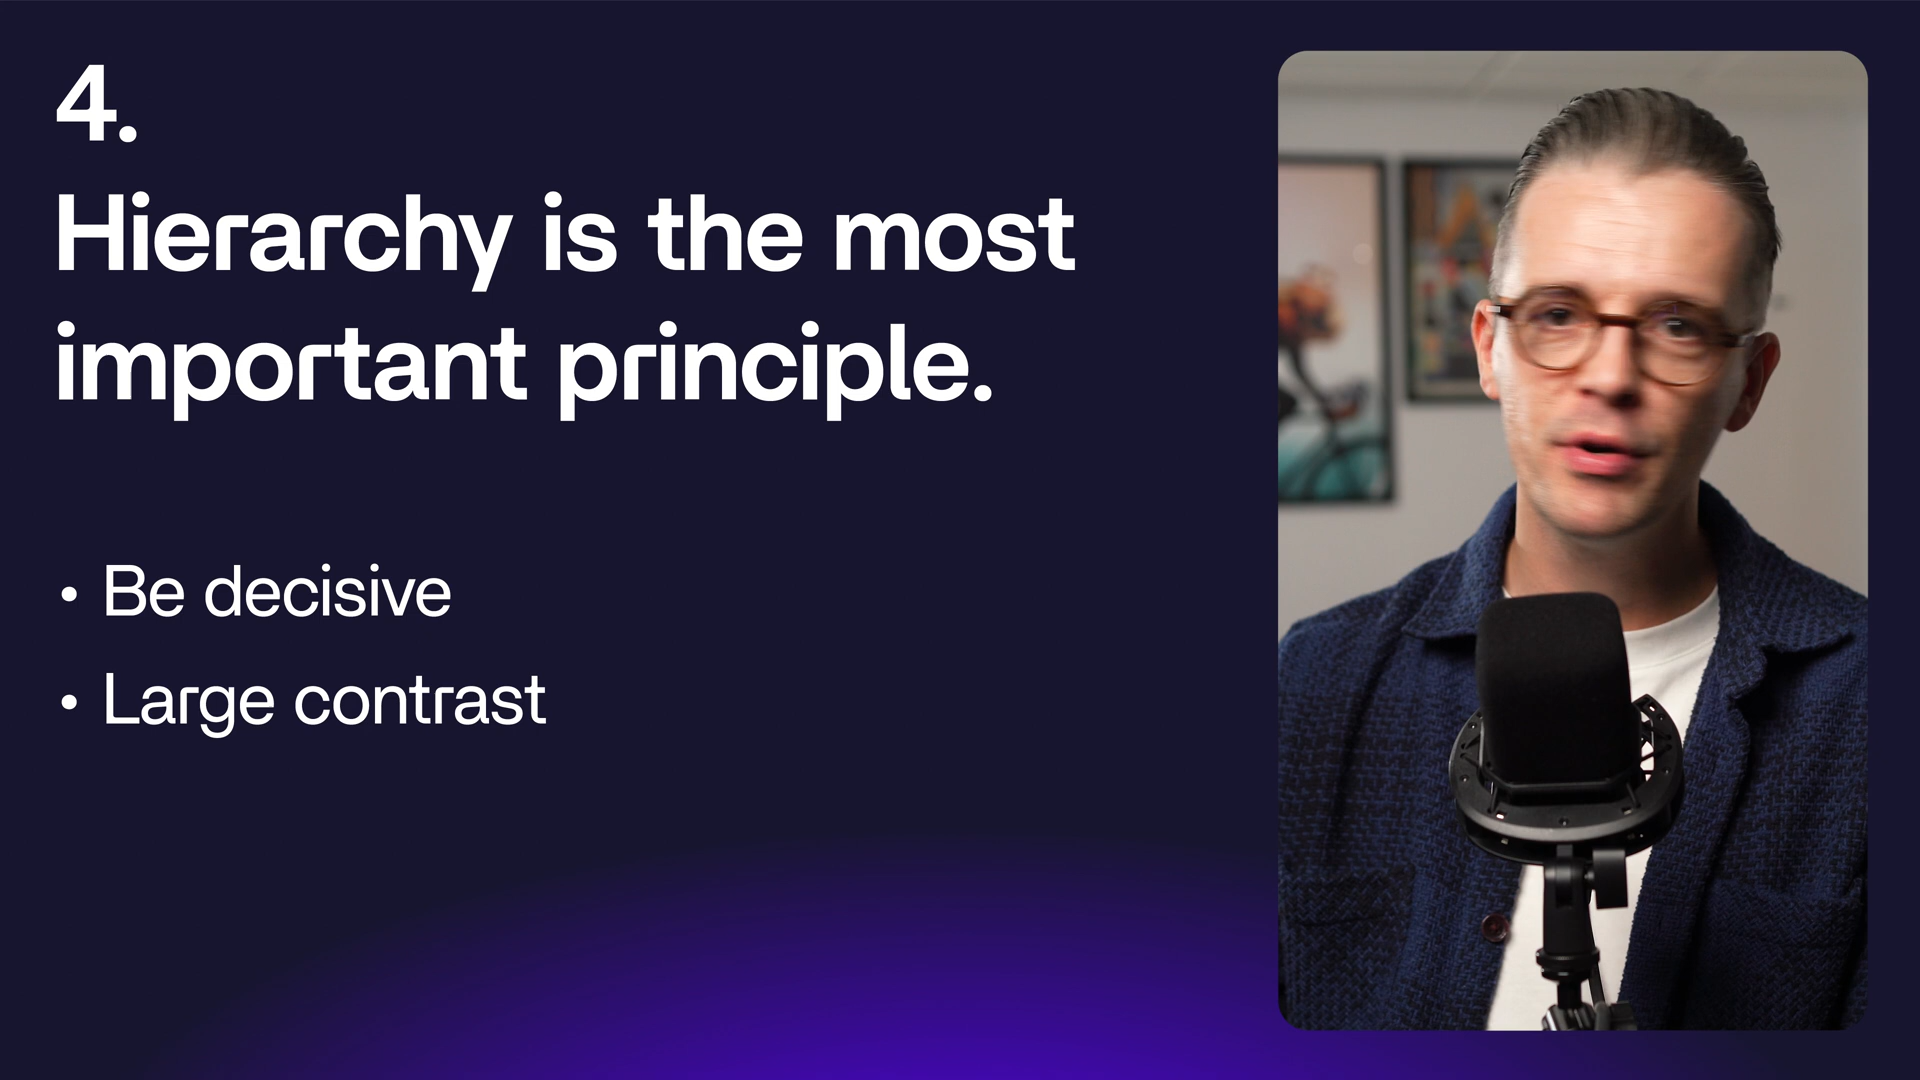 4.
Hierarchy is the most
important principle.
• Be decisive
• Large contrast